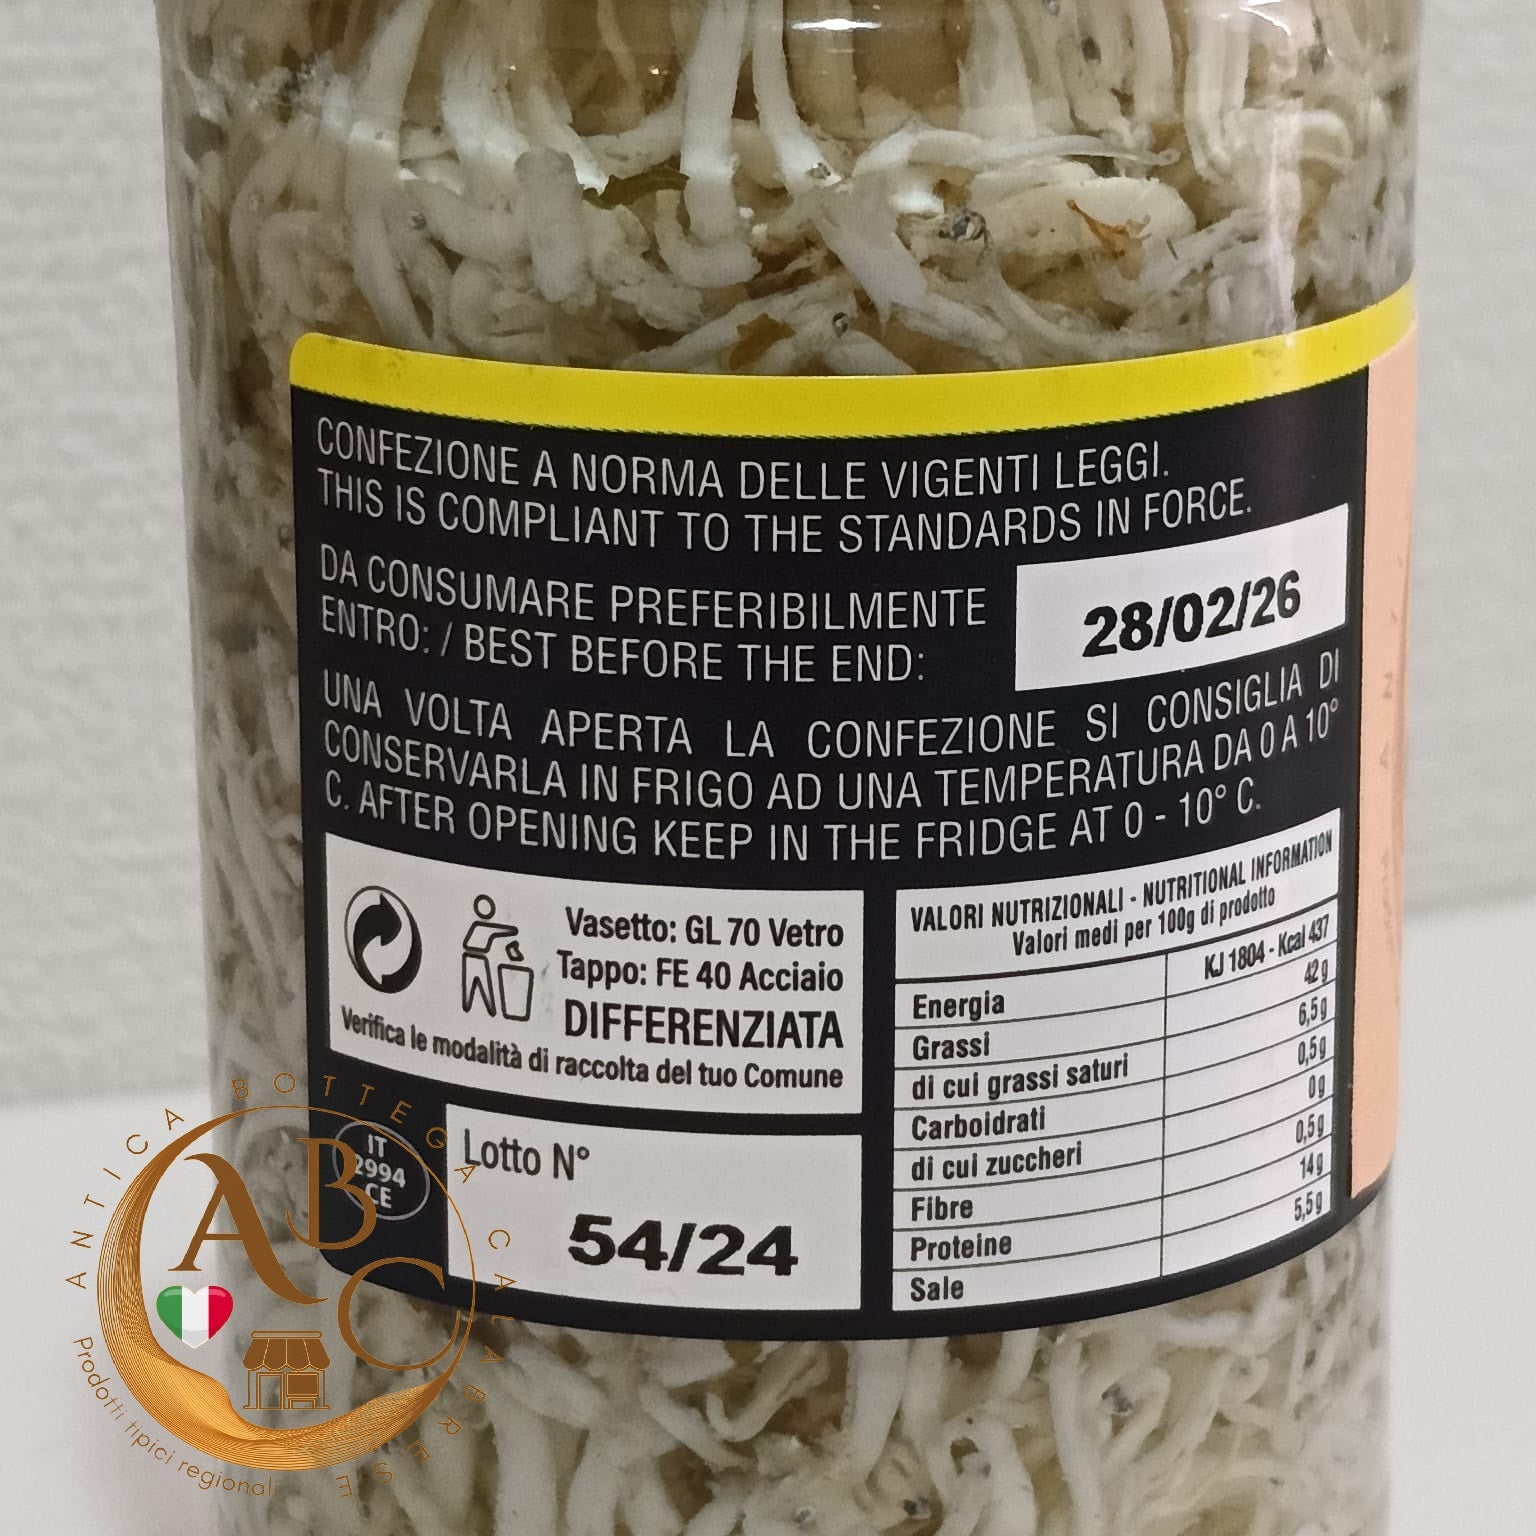 CONFEZIONE A NORMA DELLE VIGENTI LEGGI.
THIS IS COMPLIANT TO THE STANDARDS IN FORCE.
DA CONSUMARE PREFERIBILMENTE
ENTRO: / BEST BEFORE THE END:
28/02/26
UNA VOLTA APERTA LA CONFEZIONE SI CONSIGLIA DI
CONSERVARLA IN FRIGO AD UNA TEMPERATURA DA 0 A 10°
C. AFTER OPENING KEEP IN THE FRIDGE AT 0 - 10° C.
Vasetto: GL 70 Vetro
Tappo: FE 40 Acciaio
DIFFERENZIATA
Verifica le modalità di raccolta del tuo Comune
IT
2994
CE
Lotto N°
54/24
VALORI NUTRIZIONALI - NUTRITIONAL INFORMATION
Valori medi per 100g di prodotto
Energia KJ 1804 - Kcal 437
Grassi 42g
di cui grassi saturi 6,5g
Carboidrati 0,5g
di cui zuccheri 0g
Fibre 0,5g
Proteine 14g
Sale 5,5g
ANTICA BOTTEGA CALABRESE
ABC
Prodotti tipici regionali